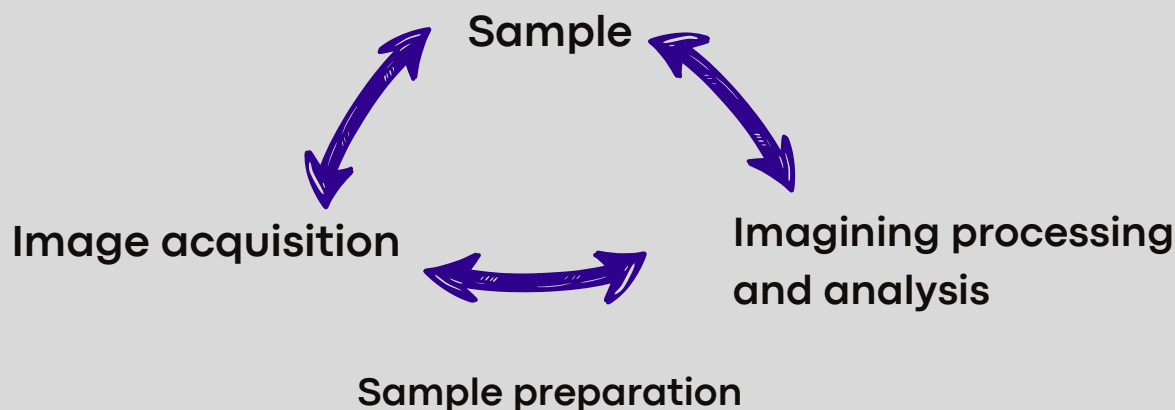 Sample
Image acquisition
Imagining processing
and analysis
Sample preparation